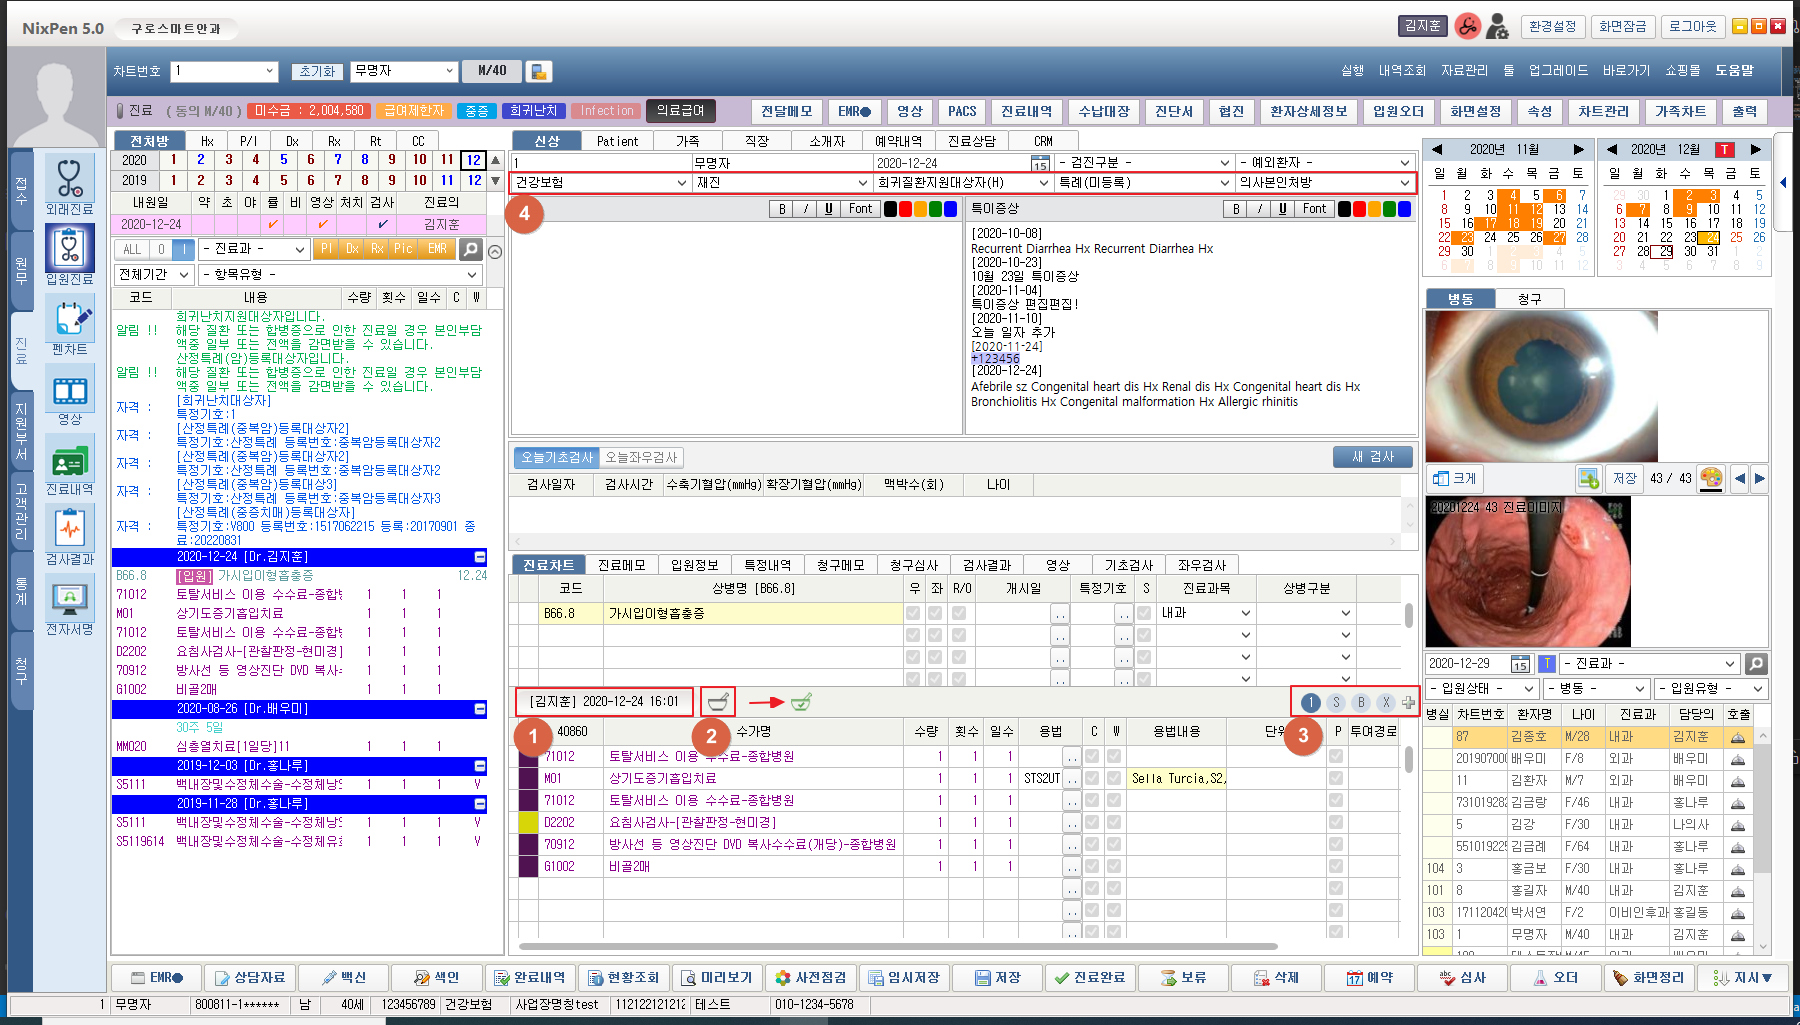 NixPen 5.0 구로스마트안과 김지훈 환경설정 화면잠금 로그아웃
차트번호 1 초기화 무명자 M/40 실행 내역조회 자료관리 툴 업그레이드 바로가기 쇼핑몰 도움말
진료 ( 동의 M/40 ) 미수금 : 2,004,580 급여제한자 중증 희귀난치 Infection 의료급여 전달메모 EMR● 영상 PACS 진료내역 수납대장 진단서 협진 환자상세정보 입원오더 화면설정 속성 차트관리 가족차트 출력
접수
원무
진료
지원부서
고객관리
통계
청구
외래진료
입원진료
펜차트
영상
진료내역
검사결과
전자서명
전처방 Hx P/I Dx Rx Rt CC
2020 1 2 3 4 5 6 7 8 9 10 11 12
2019 1 2 3 4 5 6 7 8 9 10 11 12
내원일 약 초 야 률 비 영상 처치 검사 진료의
2020-12-24 김지훈
ALL O I - 진료과 - PI Dx Rx Pic EMR
전체기간 - 항목유형 -
코드 내용 수량 횟수 일수 C W
희귀난치지원대상자입니다.
알림 !! 해당 질환 또는 합병증으로 인한 진료일 경우 본인부담
액중 일부 또는 전액을 감면받을 수 있습니다.
산정특례(암)등록대상자입니다.
알림 !! 해당 질환 또는 합병증으로 인한 진료일 경우 본인부담
액중 일부 또는 전액을 감면받을 수 있습니다.
자격 : [희귀난치대상자]
특정기호:1
자격 : [산정특례(중복암)등록대상자2]
특정기호:산정특례 등록번호:중복암등록대상자2
자격 : [산정특례(중복암)등록대상자2]
특정기호:산정특례 등록번호:중복암등록대상자2
자격 : [산정특례(중복암)등록대상3]
특정기호:산정특례 등록번호:중복암등록대상자3
자격 : [산정특례(중증치매)등록대상자]
특정기호:V800 등록번호:1517062215 등록:20170901 종
료:20220831
2020-12-24 [Dr.김지훈]
B66.8 [입원] 가시입이형흡충증 12.24
71012 토탈서비스 이용 수수료-종합병 1 1 1
M01 상기도증기흡입치료 1 1 1
71012 토탈서비스 이용 수수료-종합병 1 1 1
D2202 요침사검사-[관찰판정-현미경] 1 1 1
70912 방사선 등 영상진단 DVD 복사 1 1 1
G1002 비골2매 1 1 1
2020-08-26 [Dr.배우미]
30주 5일
MM020 심층열치료[1일당]11 1 1 1
2019-12-03 [Dr.홍나루]
S5111 백내장및수정체수술-수정체낭 1 1 1 V
2019-11-28 [Dr.홍나루]
S5111 백내장및수정체수술-수정체낭 1 1 1 V
S5119614 백내장및수정체수술-수정체유 1 1 1 V
신상 Patient 가족 직장 소개자 예약내역 진료상담 CRM
1 무명자 2020-12-24 15 - 검진구분 - - 예외환자 -
건강보험 재진 희귀질환지원대상자(H) 특례(미등록) 의사본인처방
4
B I U Font
특이증상 B I U Font
[2020-10-08]
Recurrent Diarrhea Hx Recurrent Diarrhea Hx
[2020-10-23]
10월 23일 특이증상
[2020-11-04]
특이증상 편집편집!
[2020-11-10]
오늘 일자 추가
[2020-11-24]
+123456
[2020-12-24]
Afebrile sz Congenital heart dis Hx Renal dis Hx Congenital heart dis Hx
Bronchiolitis Hx Congenital malformation Hx Allergic rhinitis
오늘기초검사 오늘좌우검사 새 검사
검사일자 검사시간 수축기혈압(mmHg) 확장기혈압(mmHg) 맥박수(회) 나이
진료차트 진료메모 입원정보 특정내역 청구메모 청구심사 검사결과 영상 기초검사 좌우검사
코드 상병명 [B66.8] 우 좌 R/O 개시일 특정기호 S 진료과목 상병구분
B66.8 가시입이형흡충증 .. .. 내과
[김지훈] 2020-12-24 16:01 1 S B X
1 2 3
40860 수가명 수량 횟수 일수 용법 C W 용법내용 단위 P 투여경로
71012 토탈서비스 이용 수수료-종합병원 1 1 1
M01 상기도증기흡입치료 1 1 1 STS2UT .. Sella Turcia,S2,
71012 토탈서비스 이용 수수료-종합병원 1 1 1
D2202 요침사검사-[관찰판정-현미경] 1 1 1
70912 방사선 등 영상진단 DVD 복사수수료(개당)-종합병원 1 1 1
G1002 비골2매 1 1 1
2020년 11월
일 월 화 수 목 금 토
1 2 3 4 5 6 7
8 9 10 11 12 13 14
15 16 17 18 19 20 21
22 23 24 25 26 27 28
29 30 1 2 3 4 5
6 7 8 9 10 11 12
2020년 12월 T
일 월 화 수 목 금 토
29 30 1 2 3 4 5
6 7 8 9 10 11 12
13 14 15 16 17 18 19
20 21 22 23 24 25 26
27 28 29 30 31 1 2
3 4 5 6 7 8 9
병동 청구
크게 저장 43 / 43
20201224 43 진료이미지
2020-12-29 15 T - 진료과 -
- 입원상태 - - 병동 - - 입원유형 -
병실 차트번호 환자명 나이 진료과 담당의 호출
87 김종호 M/28 내과 김지훈
201907000 배우미 F/8 외과 배우미
11 김환자 M/7 외과 배우미
731019282 김금랑 F/46 내과 홍나루
5 김강 F/30 내과 나의사
551019225 김금례 F/64 내과 홍나루
104 3 홍금보 F/30 내과 홍나루
101 8 홍길자 M/40 내과 김지훈
103 171120420 박서연 F/2 이비인후과 홍길동
103 1 무명자 M/40 내과 김지훈
EMR● 상담자료 백신 색인 완료내역 현황조회 미리보기 사전점검 임시저장 저장 진료완료 보류 삭제 예약 심사 오더 화면정리 지시▼
1 무명자 800811-1****** 남 40세 123456789 건강보험 사업장명칭test 112122121212 테스트 010-1234-5678